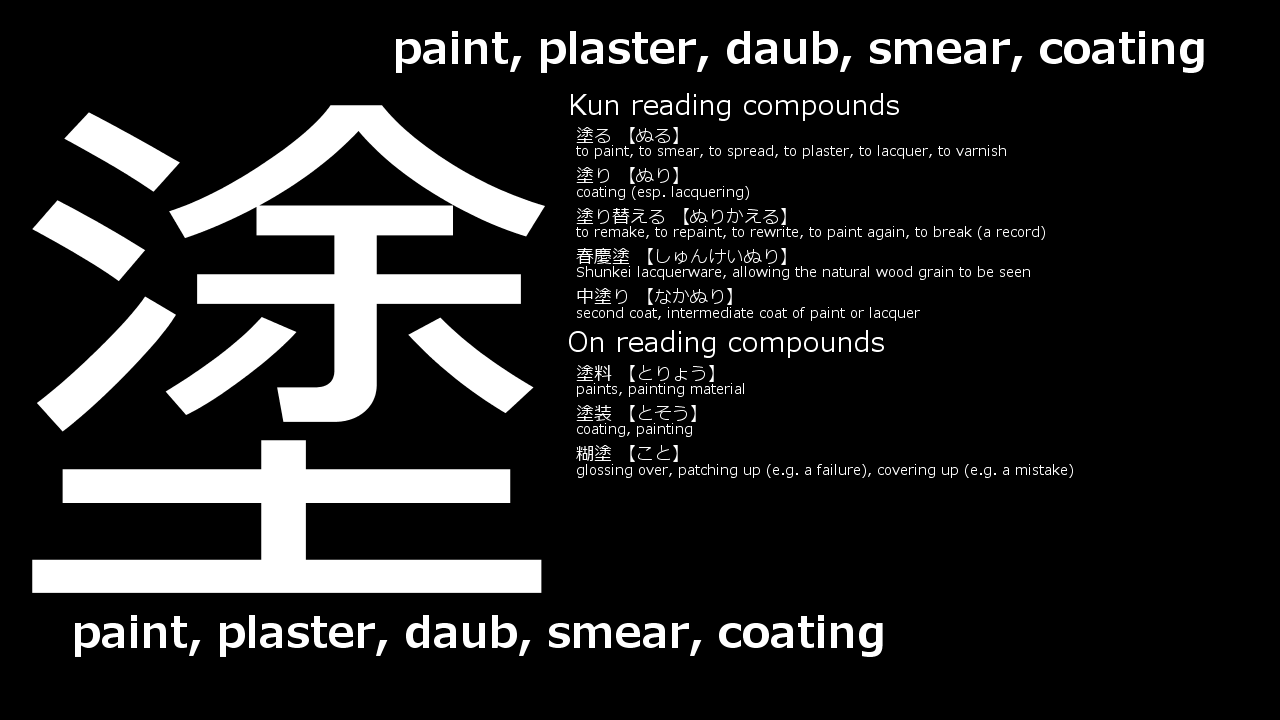 paint, plaster, daub, smear, coating
塗
Kun reading compounds
塗る 【ぬる】
to paint, to smear, to spread, to plaster, to lacquer, to varnish
塗り 【ぬり】
coating (esp. lacquering)
塗り替える 【ぬりかえる】
to remake, to repaint, to rewrite, to paint again, to break (a record)
春慶塗 【しゅんけいぬり】
Shunkei lacquerware, allowing the natural wood grain to be seen
中塗り 【なかぬり】
second coat, intermediate coat of paint or lacquer
On reading compounds
塗料 【とりょう】
paints, painting material
塗装 【とそう】
coating, painting
糊塗 【こと】
glossing over, patching up (e.g. a failure), covering up (e.g. a mistake)
paint, plaster, daub, smear, coating